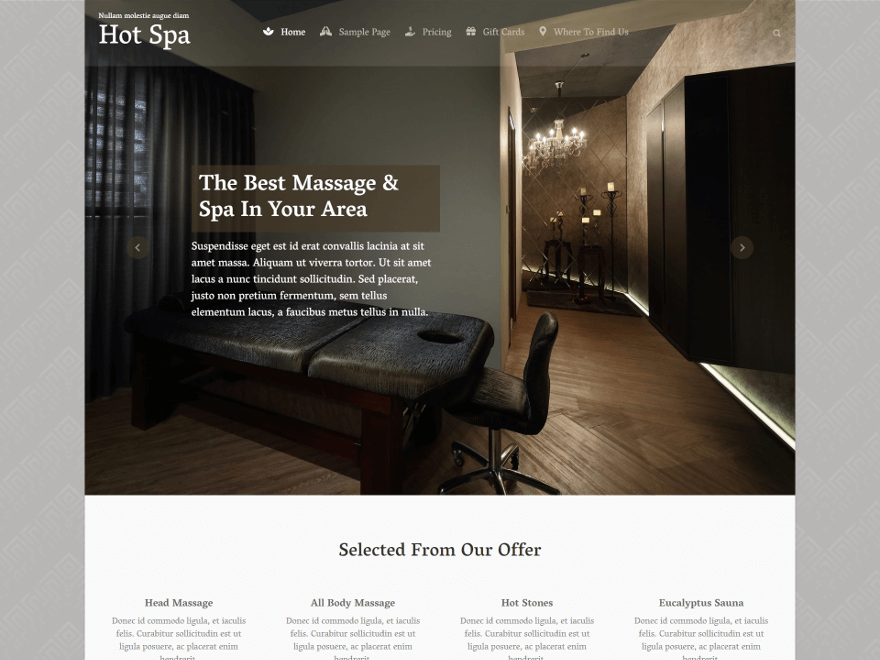 Nullam molestie augue diam
Hot Spa
Home
Sample Page
Pricing
Gift Cards
Where To Find Us
The Best Massage &
Spa In Your Area
Suspendisse eget est id erat convallis lacinia at sit
amet massa. Aliquam ut viverra tortor. Ut sit amet
lacus a nunc tincidunt sollicitudin. Sed placerat,
justo non pretium fermentum, sem tellus
elementum lacus, a faucibus metus tellus in nulla.
Selected From Our Offer
Head Massage
Donec id commodo ligula, et iaculis
felis. Curabitur sollicitudin est ut
ligula posuere, ac placerat enim
hendrerit
All Body Massage
Donec id commodo ligula, et iaculis
felis. Curabitur sollicitudin est ut
ligula posuere, ac placerat enim
hendrerit
Hot Stones
Donec id commodo ligula, et iaculis
felis. Curabitur sollicitudin est ut
ligula posuere, ac placerat enim
hendrerit
Eucalyptus Sauna
Donec id commodo ligula, et iaculis
felis. Curabitur sollicitudin est ut
ligula posuere, ac placerat enim
hendrerit